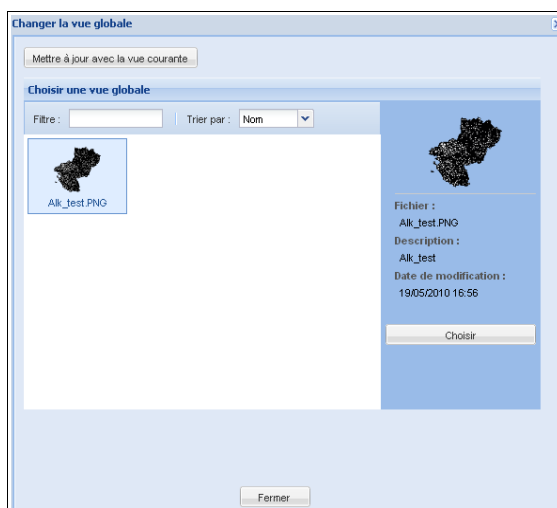 Changer la vue globale
Mettre à jour avec la vue courante
Choisir une vue globale
Filtre :
Trier par : Nom
Alk_test.PNG
Fichier :
Alk_test.PNG
Description :
Alk_test
Date de modification :
19/05/2010 16:56
Choisir
Fermer